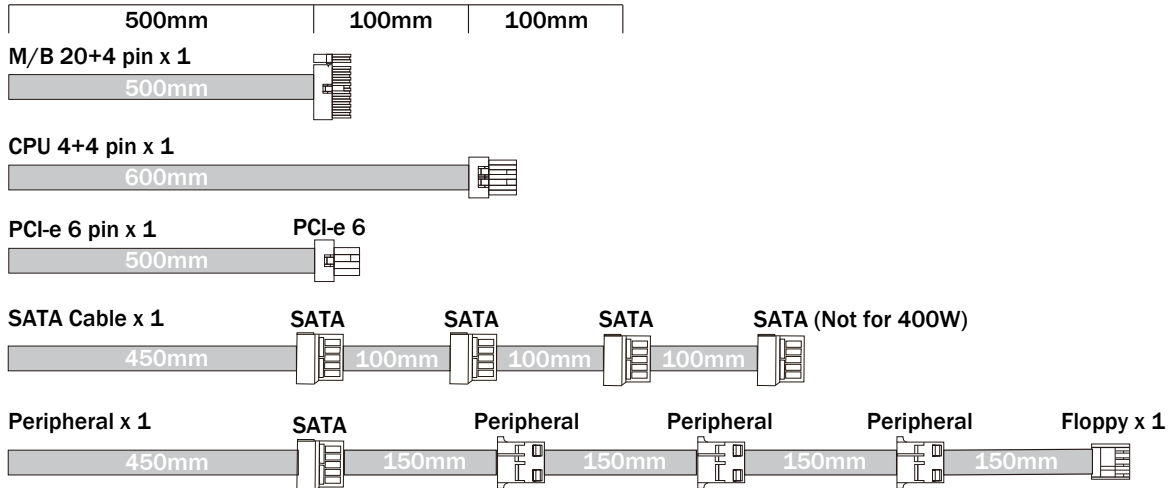 500mm 100mm 100mm
M/B 20+4 pin x 1
500mm
CPU 4+4 pin x 1
600mm
PCI-e 6 pin x 1 PCI-e 6
500mm
SATA Cable x 1 SATA SATA SATA SATA (Not for 400W)
450mm 100mm 100mm 100mm
Peripheral x 1 SATA Peripheral Peripheral Peripheral Floppy x 1
450mm 150mm 150mm 150mm 150mm